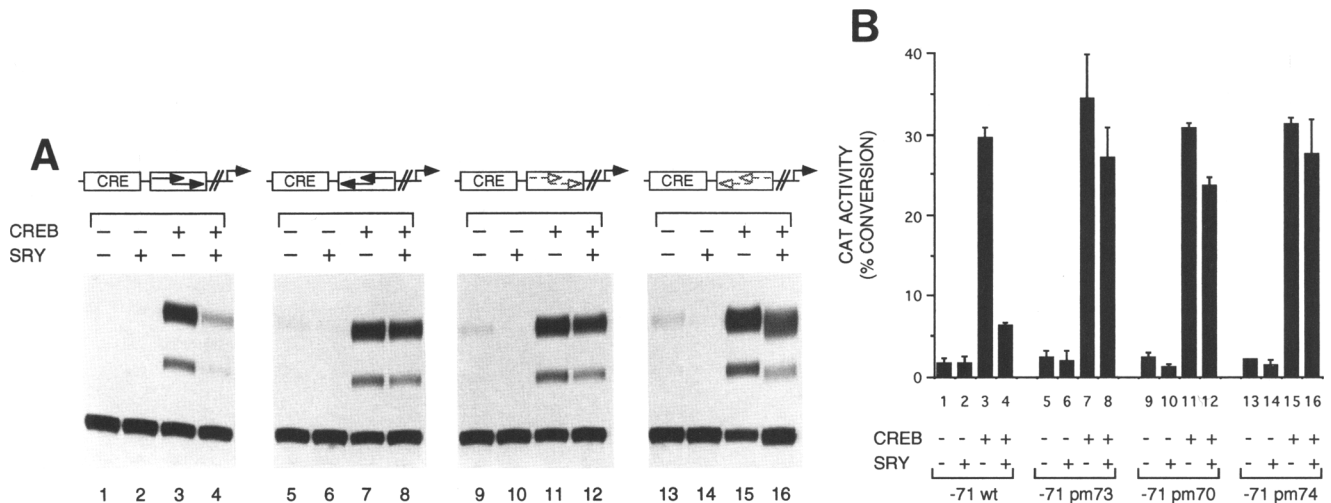 A
CRE CRE CRE CRE
CREB − − + + − − + + − − + + − − + +
SRY − + − + − + − + − + − + − + − +
1 2 3 4 5 6 7 8 9 10 11 12 13 14 15 16
B
CAT ACTIVITY
(% CONVERSION)
40
30
20
10
0
1 2 3 4 5 6 7 8 9 10 11 12 13 14 15 16
CREB - - + + - - + + - - + + - - + +
SRY - + - + - + - + - + - + - + - +
-71 wt -71 pm73 -71 pm70 -71 pm74